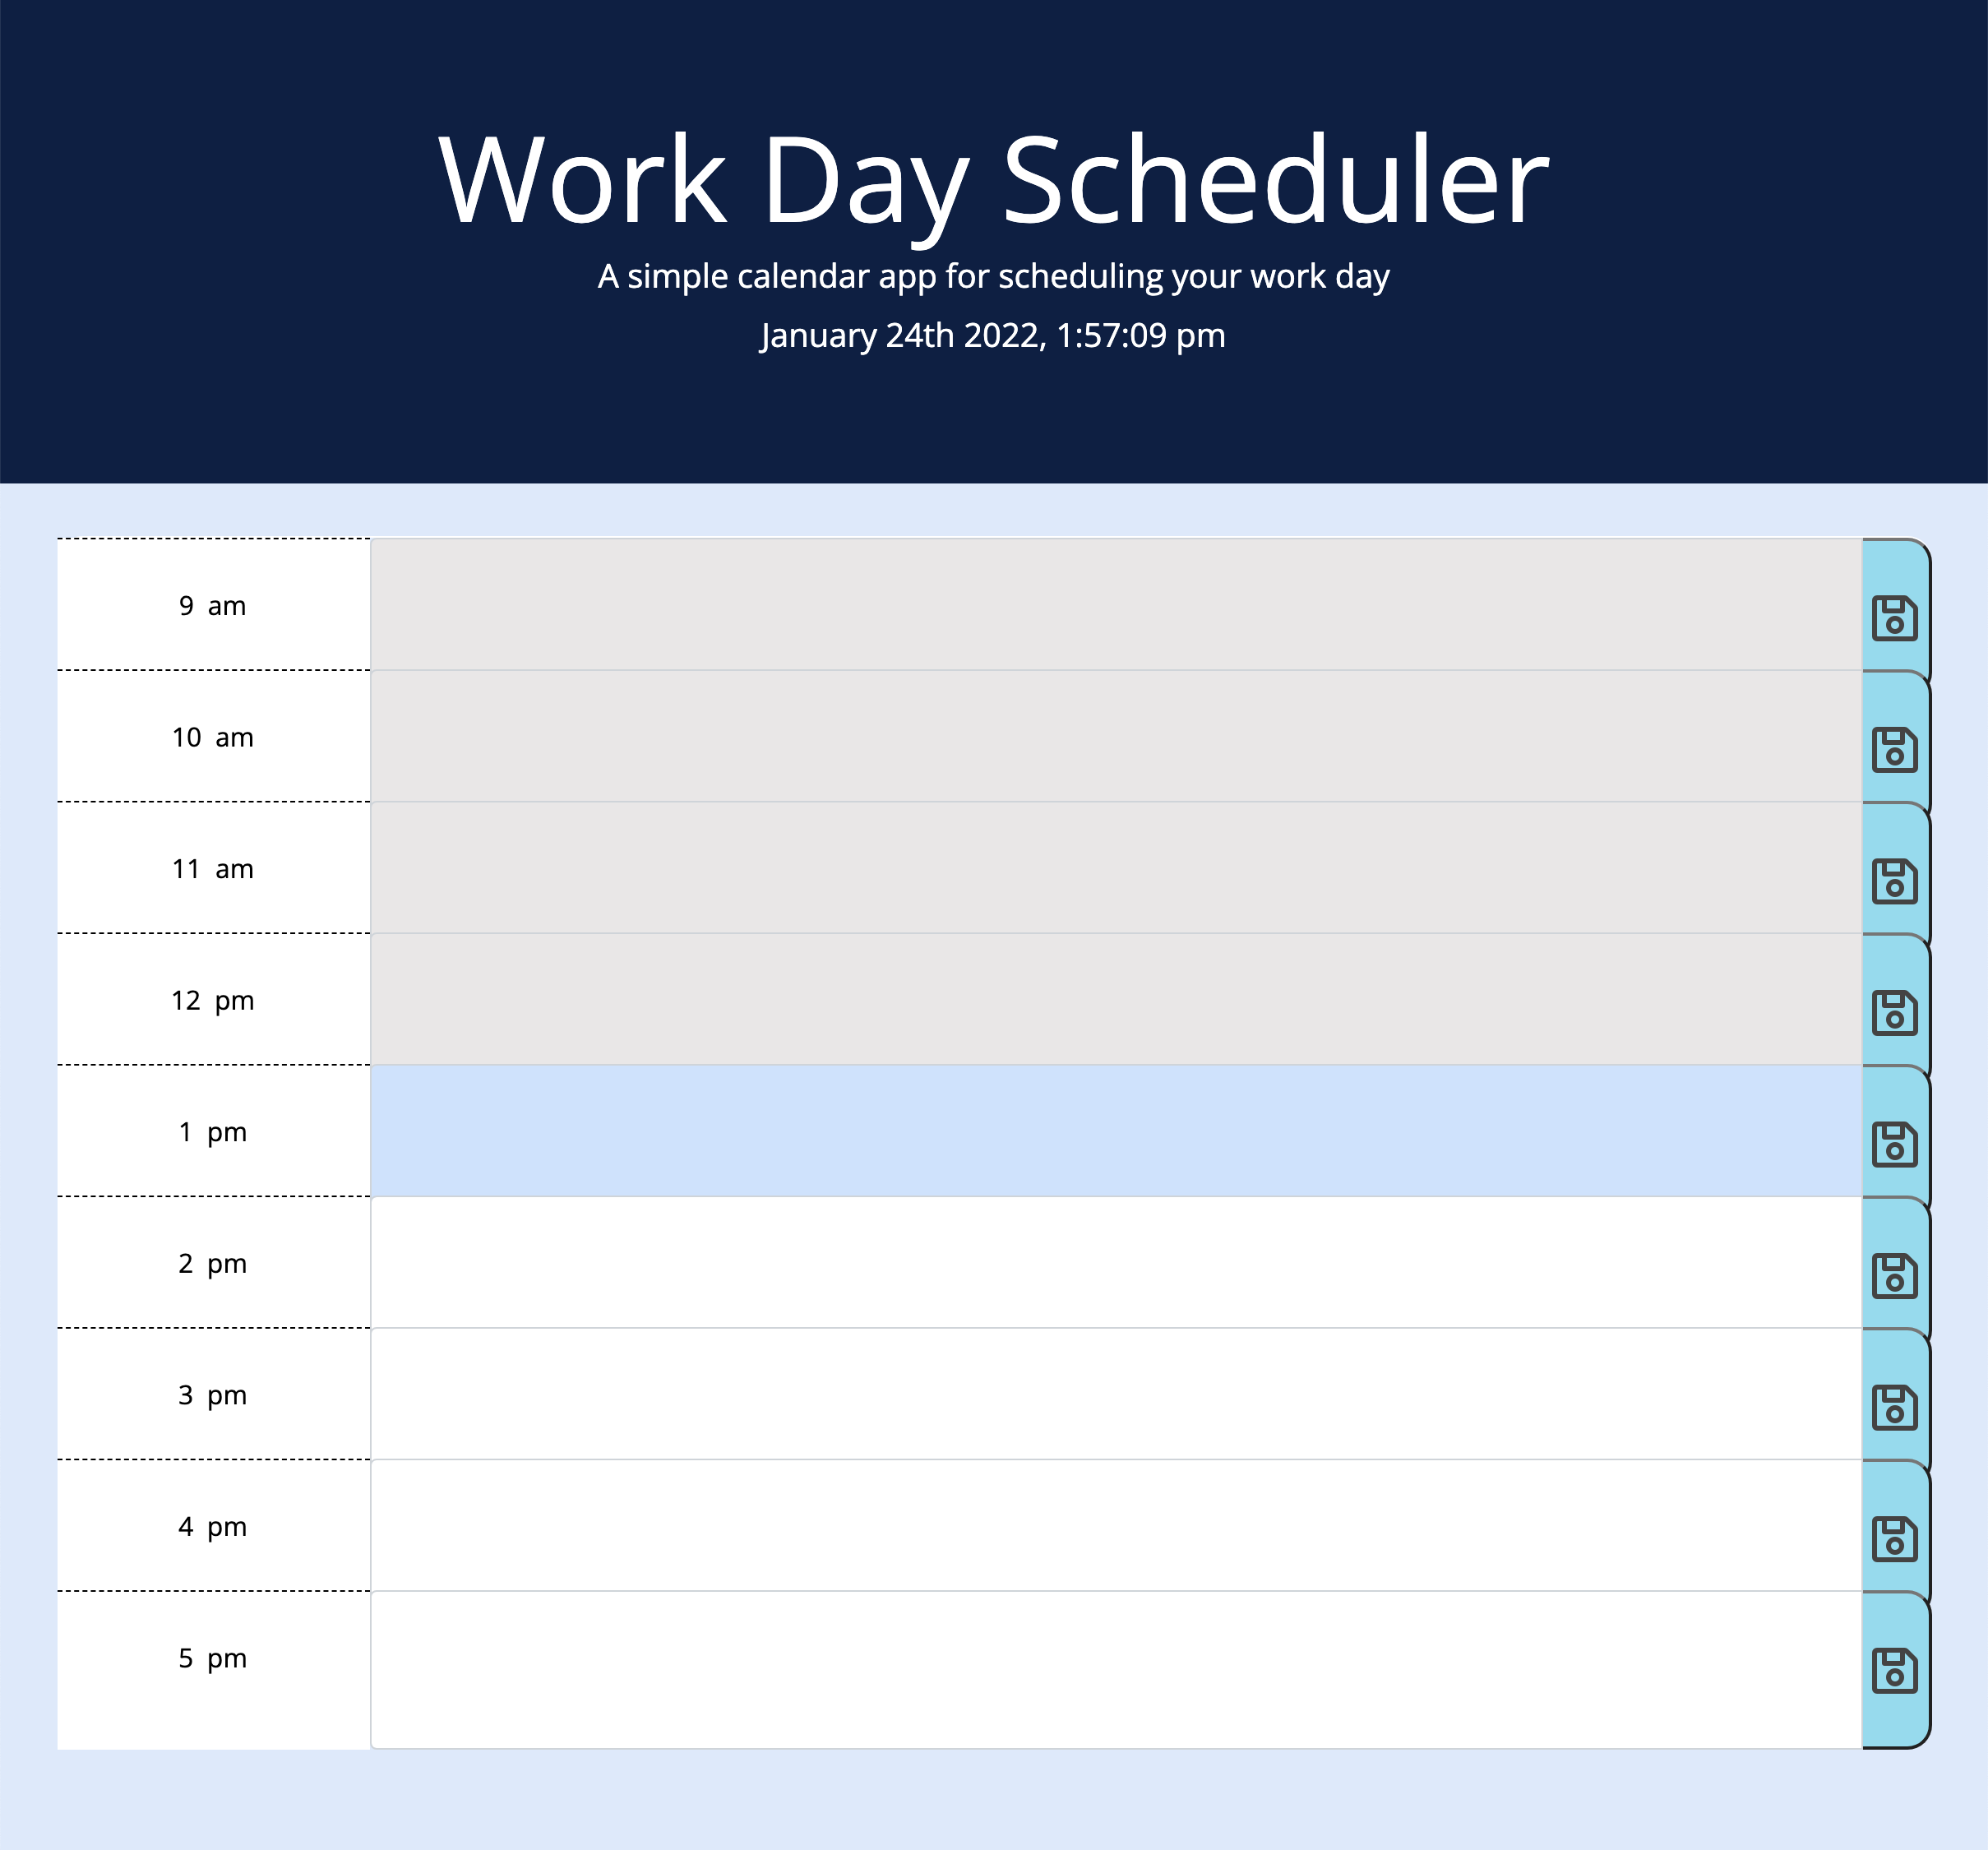 Work Day Scheduler
A simple calendar app for scheduling your work day
January 24th 2022, 1:57:09 pm
9 am
10 am
11 am
12 pm
1 pm
2 pm
3 pm
4 pm
5 pm